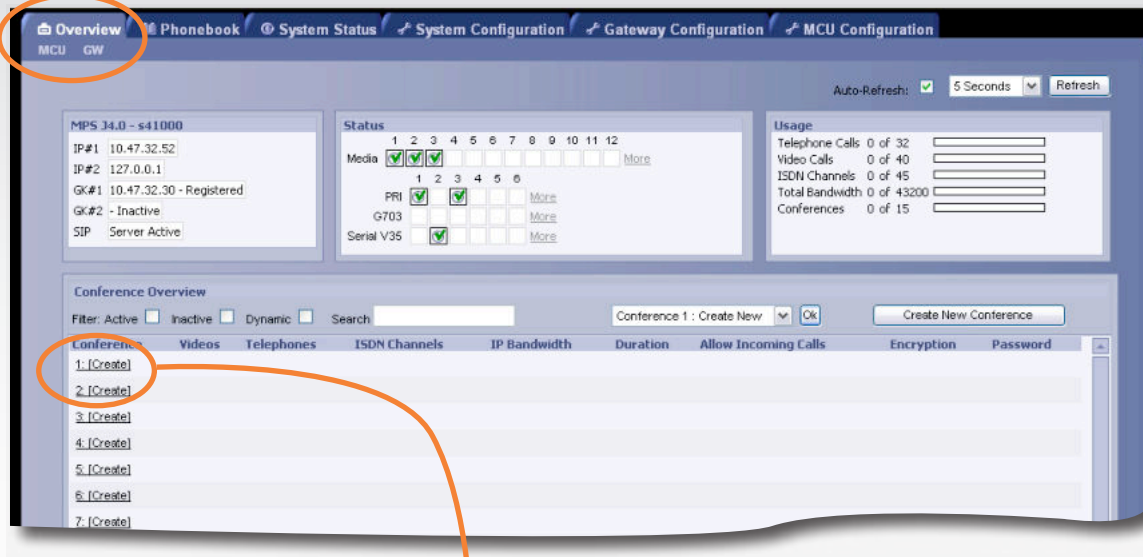 Overview Phonebook System Status System Configuration Gateway Configuration MCU Configuration
MCU GW
Auto-Refresh: 5 Seconds Refresh
MPS J4.0 - s41000
IP#1 10.47.32.52
IP#2 127.0.0.1
GK#1 10.47.32.30 - Registered
GK#2 - Inactive
SIP Server Active
Status
1 2 3 4 5 6 7 8 9 10 11 12
Media More
1 2 3 4 5 6
PRI More
G703 More
Serial V35 More
Usage
Telephone Calls 0 of 32
Video Calls 0 of 40
ISDN Channels 0 of 45
Total Bandwidth 0 of 43200
Conferences 0 of 15
Conference Overview
Filter: Active Inactive Dynamic Search Conference 1 : Create New Ok Create New Conference
Conference Videos Telephones ISDN Channels IP Bandwidth Duration Allow Incoming Calls Encryption Password
1: [Create]
2: [Create]
3: [Create]
4: [Create]
5: [Create]
6: [Create]
7: [Create]